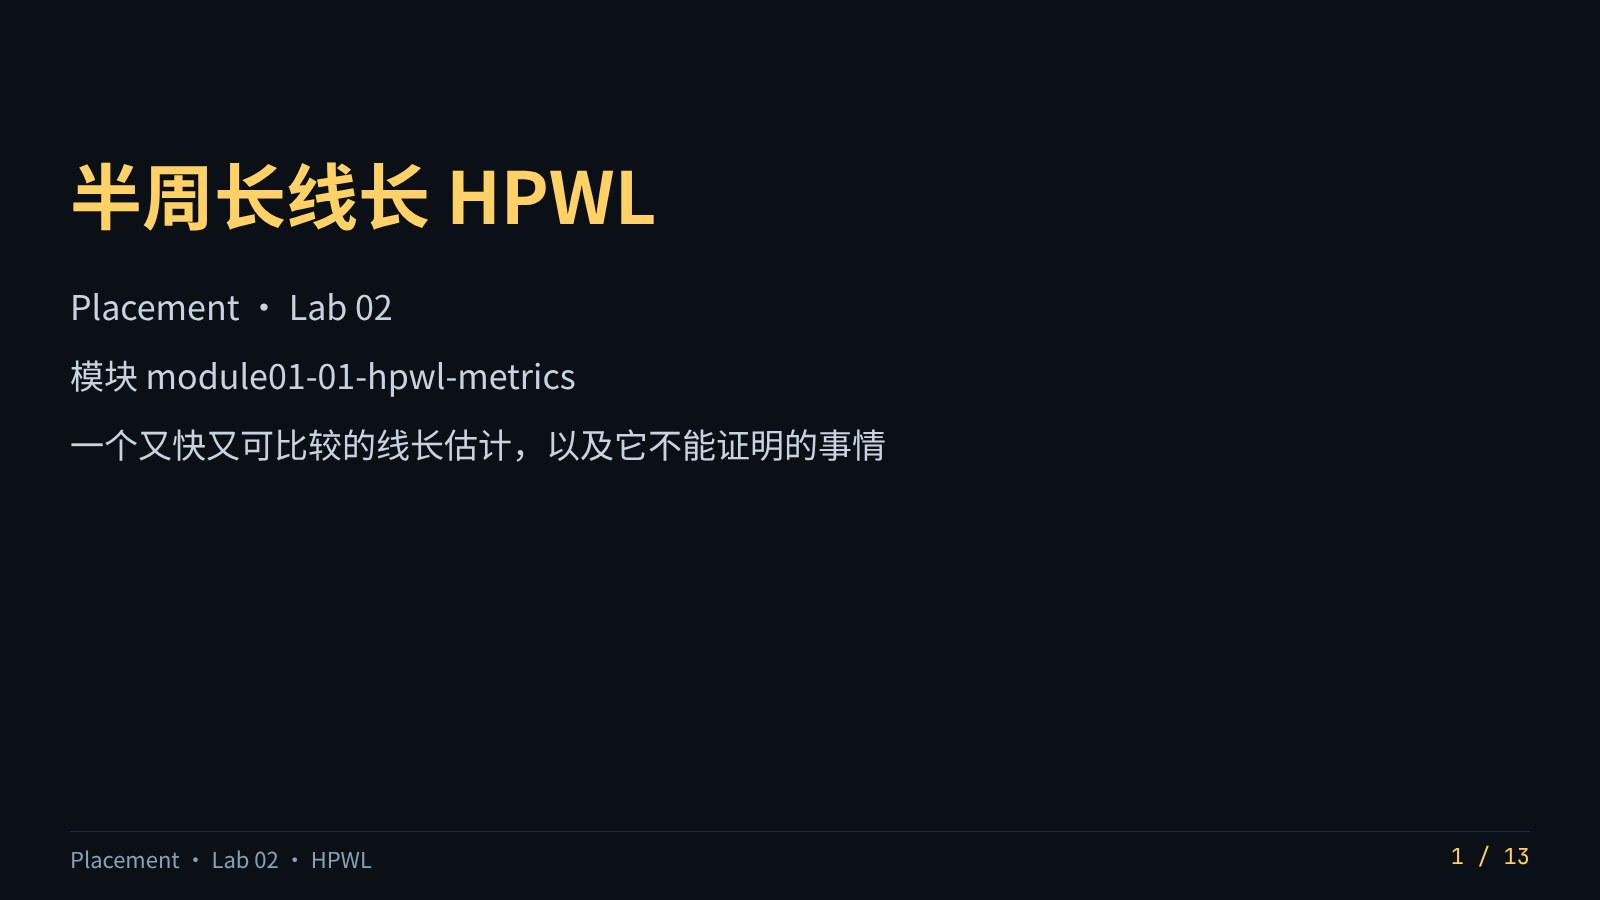 半周长线长 HPWL
Placement · Lab 02
模块 module01-01-hpwl-metrics
一个又快又可比较的线长估计，以及它不能证明的事情
Placement · Lab 02 · HPWL
1 / 13